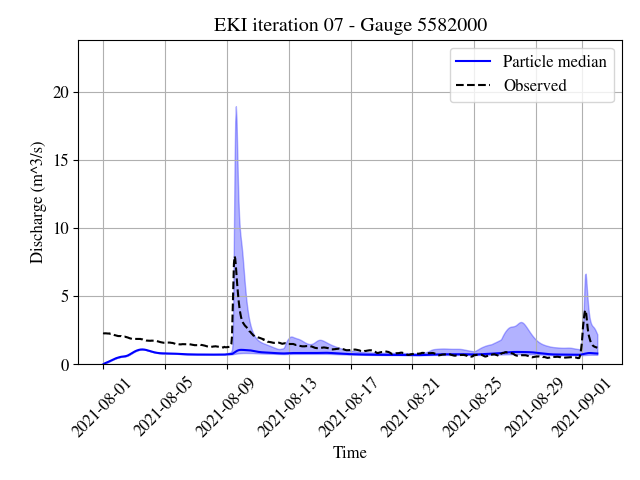 EKI iteration 07 - Gauge 5582000
Particle median
Observed
Discharge (m^3/s)
20
15
10
5
0
2021-08-01
2021-08-05
2021-08-09
2021-08-13
2021-08-17
2021-08-21
2021-08-25
2021-08-29
2021-09-01
Time